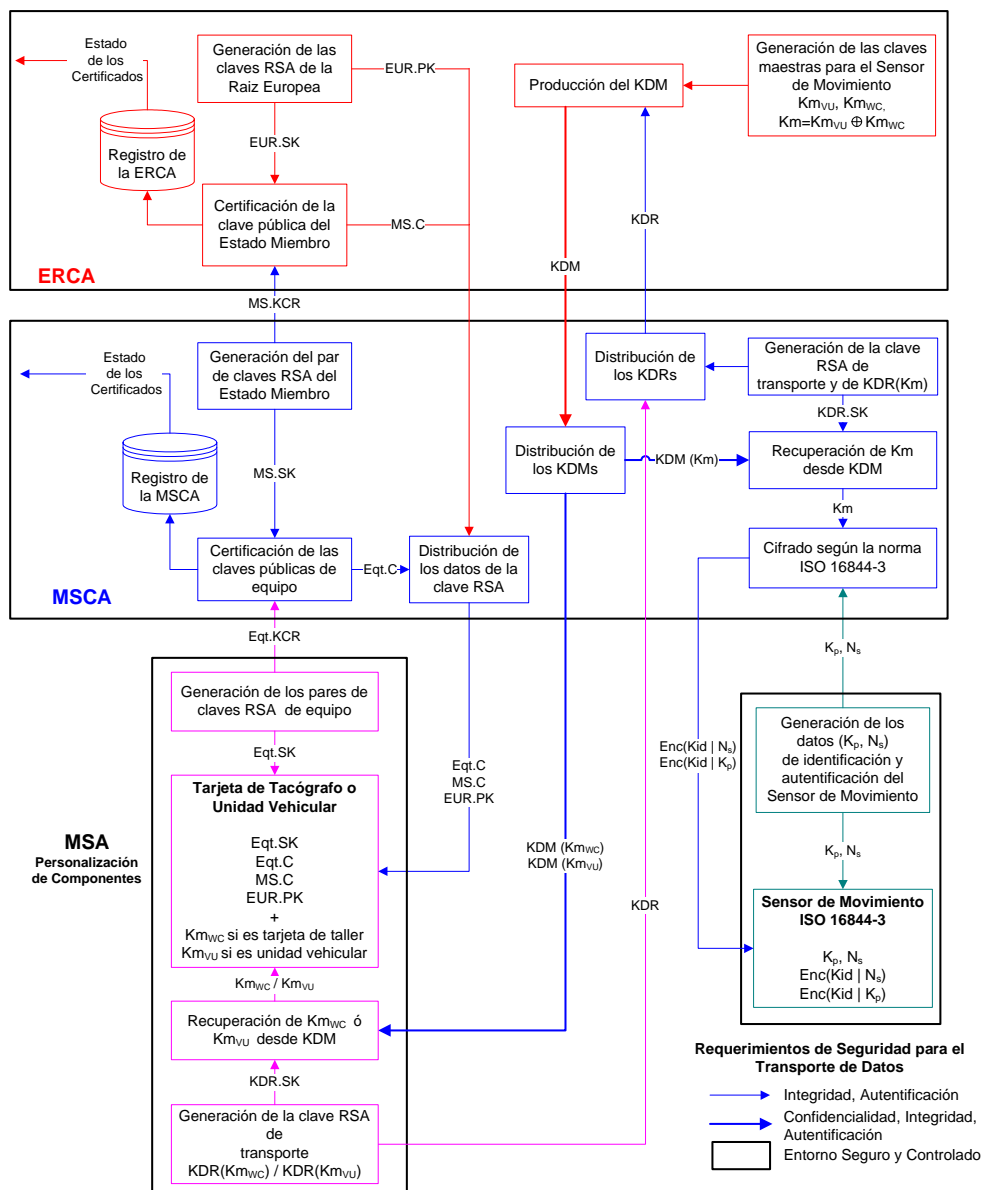 Estado
de los
Certificados
Generación de las
claves RSA de la
Raiz Europea
EUR.PK
Producción del KDM
Generación de las claves
maestras para el Sensor
de Movimiento
Km_VU, Km_WC,
Km=Km_VU ⊕ Km_WC
EUR.SK
Registro de
la ERCA
Certificación de la
clave pública del
Estado Miembro
MS.C
KDR
KDM
ERCA
MS.KCR
Estado
de los
Certificados
Generación del par
de claves RSA del
Estado Miembro
Distribución de
los KDRs
Generación de la clave
RSA de
transporte y de KDR(Km)
KDR.SK
Registro de
la MSCA
MS.SK
Distribución de
los KDMs
KDM (Km)
Recuperación de Km
desde KDM
Km
Certificación de las
claves públicas de
equipo
Eqt.C
Distribución de
los datos de la
clave RSA
Cifrado según la norma
ISO 16844-3
MSCA
Eqt.KCR
K_p, N_s
Generación de los pares de
claves RSA de equipo
Eqt.SK
Enc(Kid | N_s)
Enc(Kid | K_p)
Generación de los
datos (K_p, N_s)
de identificación y
autentificación del
Sensor de Movimiento
Eqt.C
MS.C
EUR.PK
Tarjeta de Tacógrafo o
Unidad Vehicular
Eqt.SK
Eqt.C
MS.C
EUR.PK
+
Km_WC si es tarjeta de taller
Km_VU si es unidad vehicular
MSA
Personalización
de Componentes
KDM (Km_WC)
KDM (Km_VU)
K_p, N_s
KDR
Sensor de Movimiento
ISO 16844-3
K_p, N_s
Enc(Kid | N_s)
Enc(Kid | K_p)
Km_WC / Km_VU
Recuperación de Km_WC ó
Km_VU desde KDM
KDR.SK
Generación de la clave RSA
de
transporte
KDR(Km_WC) / KDR(Km_VU)
Requerimientos de Seguridad para el
Transporte de Datos
Integridad, Autentificación
Confidencialidad, Integridad,
Autentificación
Entorno Seguro y Controlado